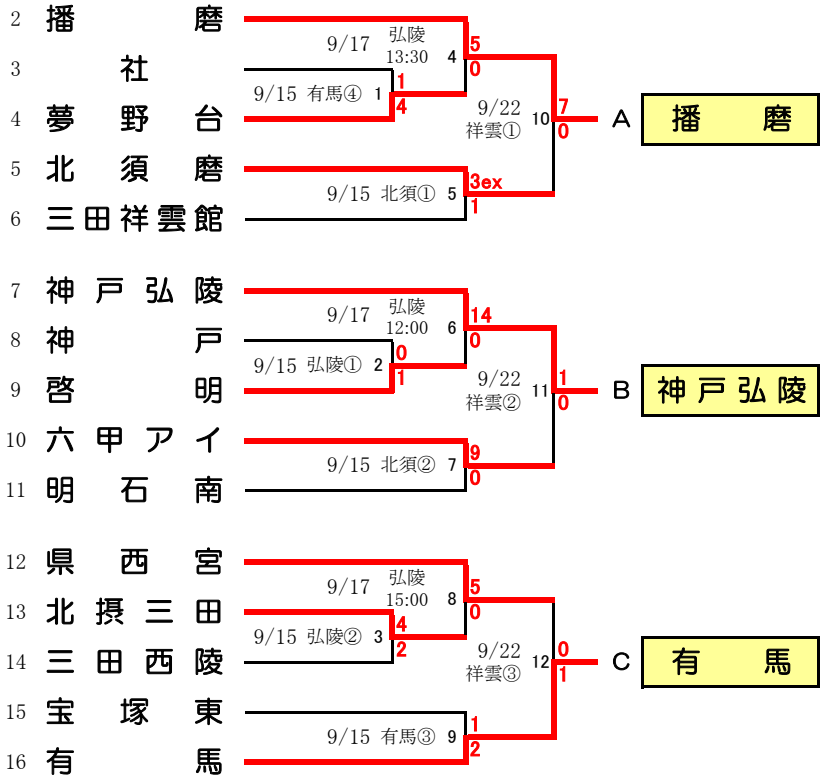 2 播磨
9/17 弘陵 13:30 4 5 0
3 社
9/15 有馬④ 1 1 4
4 夢野台
9/22 祥雲① 10 7 0 A 播磨
5 北須磨
9/15 北須① 5 3ex 1
6 三田祥雲館
7 神戸弘陵
9/17 弘陵 12:00 6 14 0
8 神戸
9/15 弘陵① 2 0 1
9 啓明
9/22 祥雲② 11 1 0 B 神戸弘陵
10 六甲アイ
9/15 北須② 7 9 0
11 明石南
12 県西宮
9/17 弘陵 15:00 8 5 0
13 北摂三田
9/15 弘陵② 3 4 2
14 三田西陵
9/22 祥雲③ 12 0 1 C 有馬
15 宝塚東
9/15 有馬③ 9 1 2
16 有馬